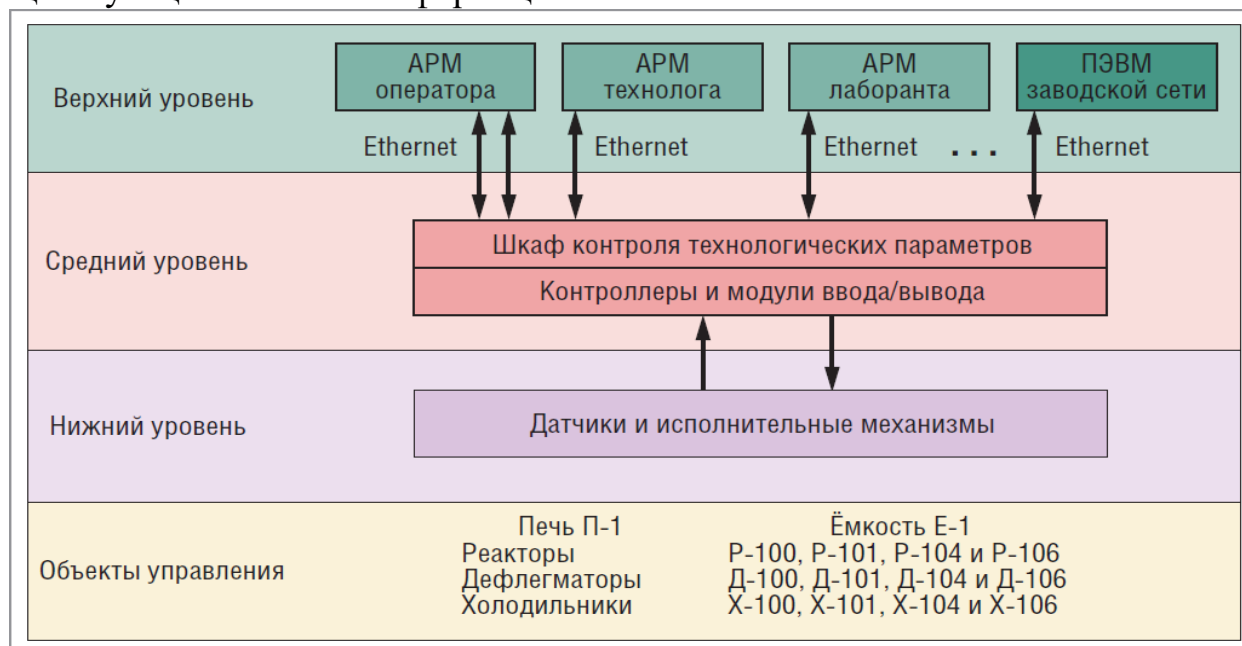 АРМ
оператора
АРМ
технолога
АРМ
лаборанта
ПЭВМ
заводской сети
Верхний уровень
Ethernet
Ethernet
Ethernet
. . .
Ethernet
Средний уровень
Шкаф контроля технологических параметров
Контроллеры и модули ввода/вывода
Нижний уровень
Датчики и исполнительные механизмы
Объекты управления
Печь П-1
Ёмкость Е-1
Реакторы
Р-100, Р-101, Р-104 и Р-106
Дефлегматоры
Д-100, Д-101, Д-104 и Д-106
Холодильники
Х-100, Х-101, Х-104 и Х-106